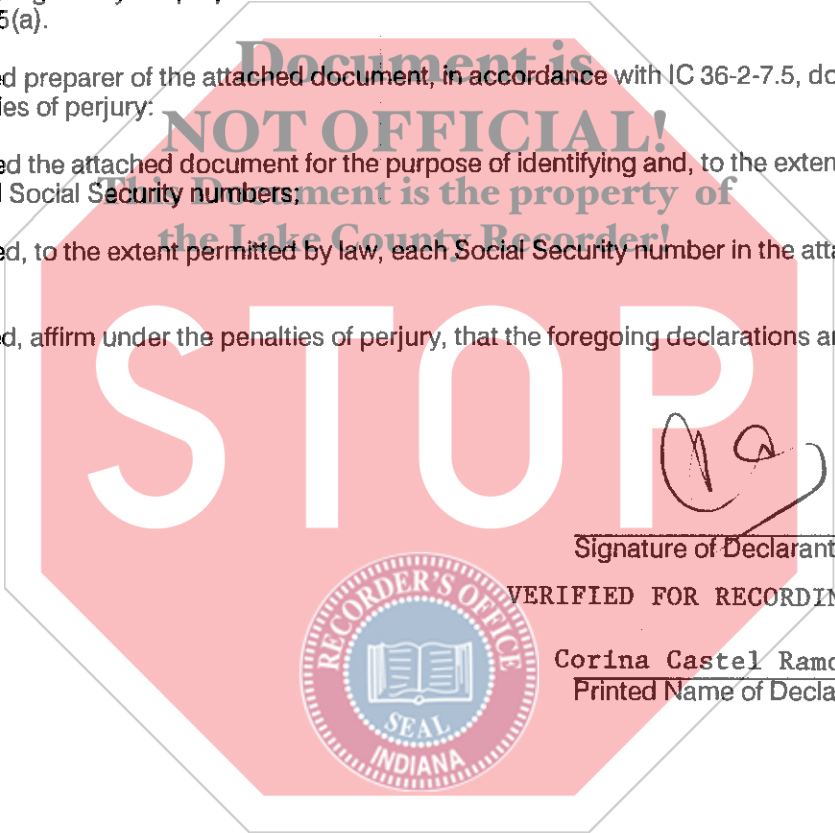 5(a).
Document is
ed preparer of the attached document, in accordance with IC 36-2-7.5, do
ies of perjury:
NOT OFFICIAL!
ed the attached document for the purpose of identifying and, to the exten
This Document is the property of
Social Security numbers;
the Lake County Recorder!
ed, to the extent permitted by law, each Social Security number in the atta
ed, affirm under the penalties of perjury, that the foregoing declarations ar
STOP
Signature of Declarant
RECORDER'S OFFICE
VERIFIED FOR RECORDIN
Corina Castel Ramo
Printed Name of Decla
SEAL
INDIANA